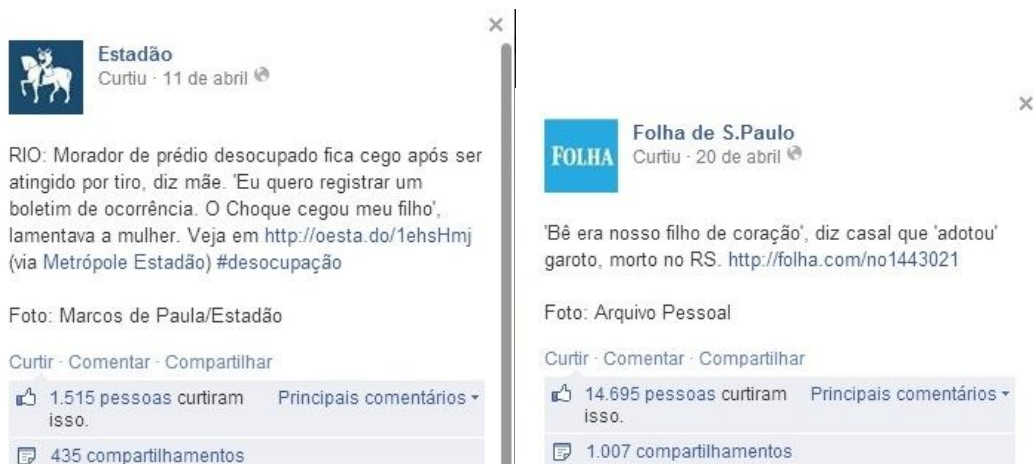 Estadão
Curtiu · 11 de abril
RIO: Morador de prédio desocupado fica cego após ser
atingido por tiro, diz mãe. 'Eu quero registrar um
boletim de ocorrência. O Choque cegou meu filho',
lamentava a mulher. Veja em http://oesta.do/1ehsHmj
(via Metrópole Estadão) #desocupação
Foto: Marcos de Paula/Estadão
Curtir · Comentar · Compartilhar
1.515 pessoas curtiram
isso.
Principais comentários
435 compartilhamentos
FOLHA
Folha de S.Paulo
Curtiu · 20 de abril
'Bê era nosso filho de coração', diz casal que 'adotou'
garoto, morto no RS. http://folha.com/no1443021
Foto: Arquivo Pessoal
Curtir · Comentar · Compartilhar
14.695 pessoas curtiram
isso.
Principais comentários
1.007 compartilhamentos